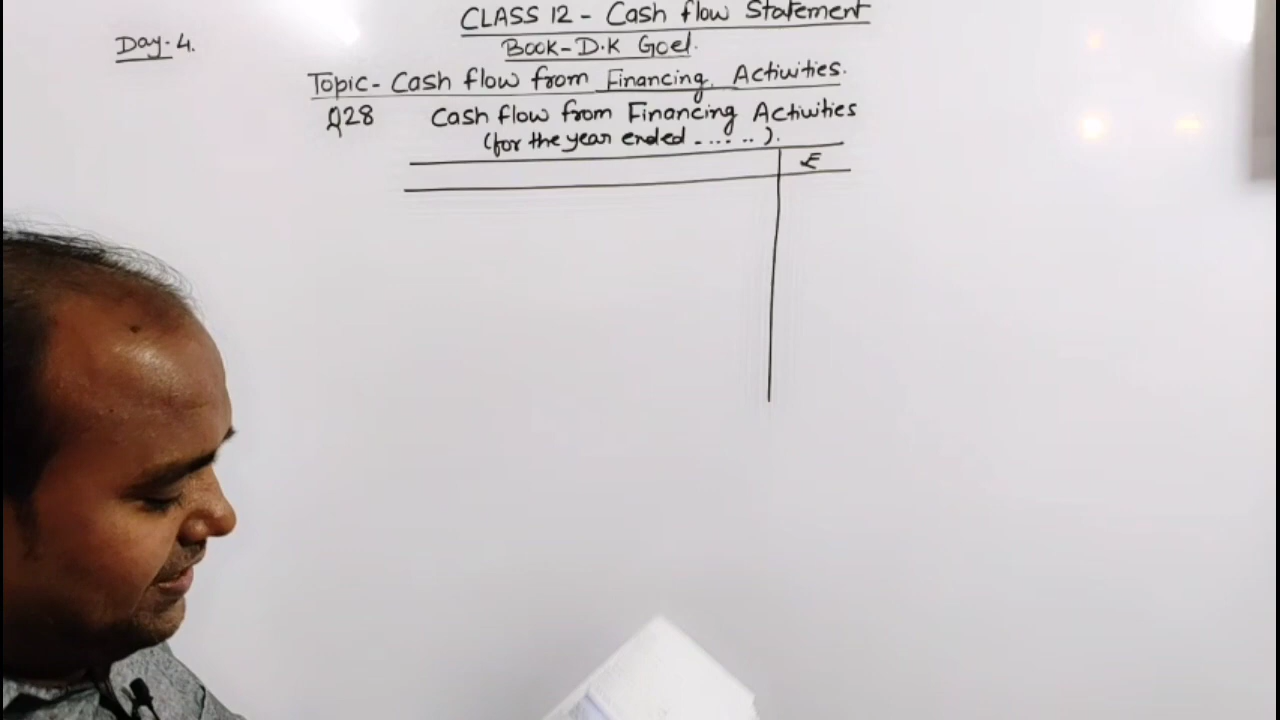 CLASS 12 - Cash flow Statement
Day-4.
BOOK-D.K Goel.
Topic- Cash flow from Financing Activities.
Q28 Cash flow from Financing Activities
(for the year ended ........).
₹